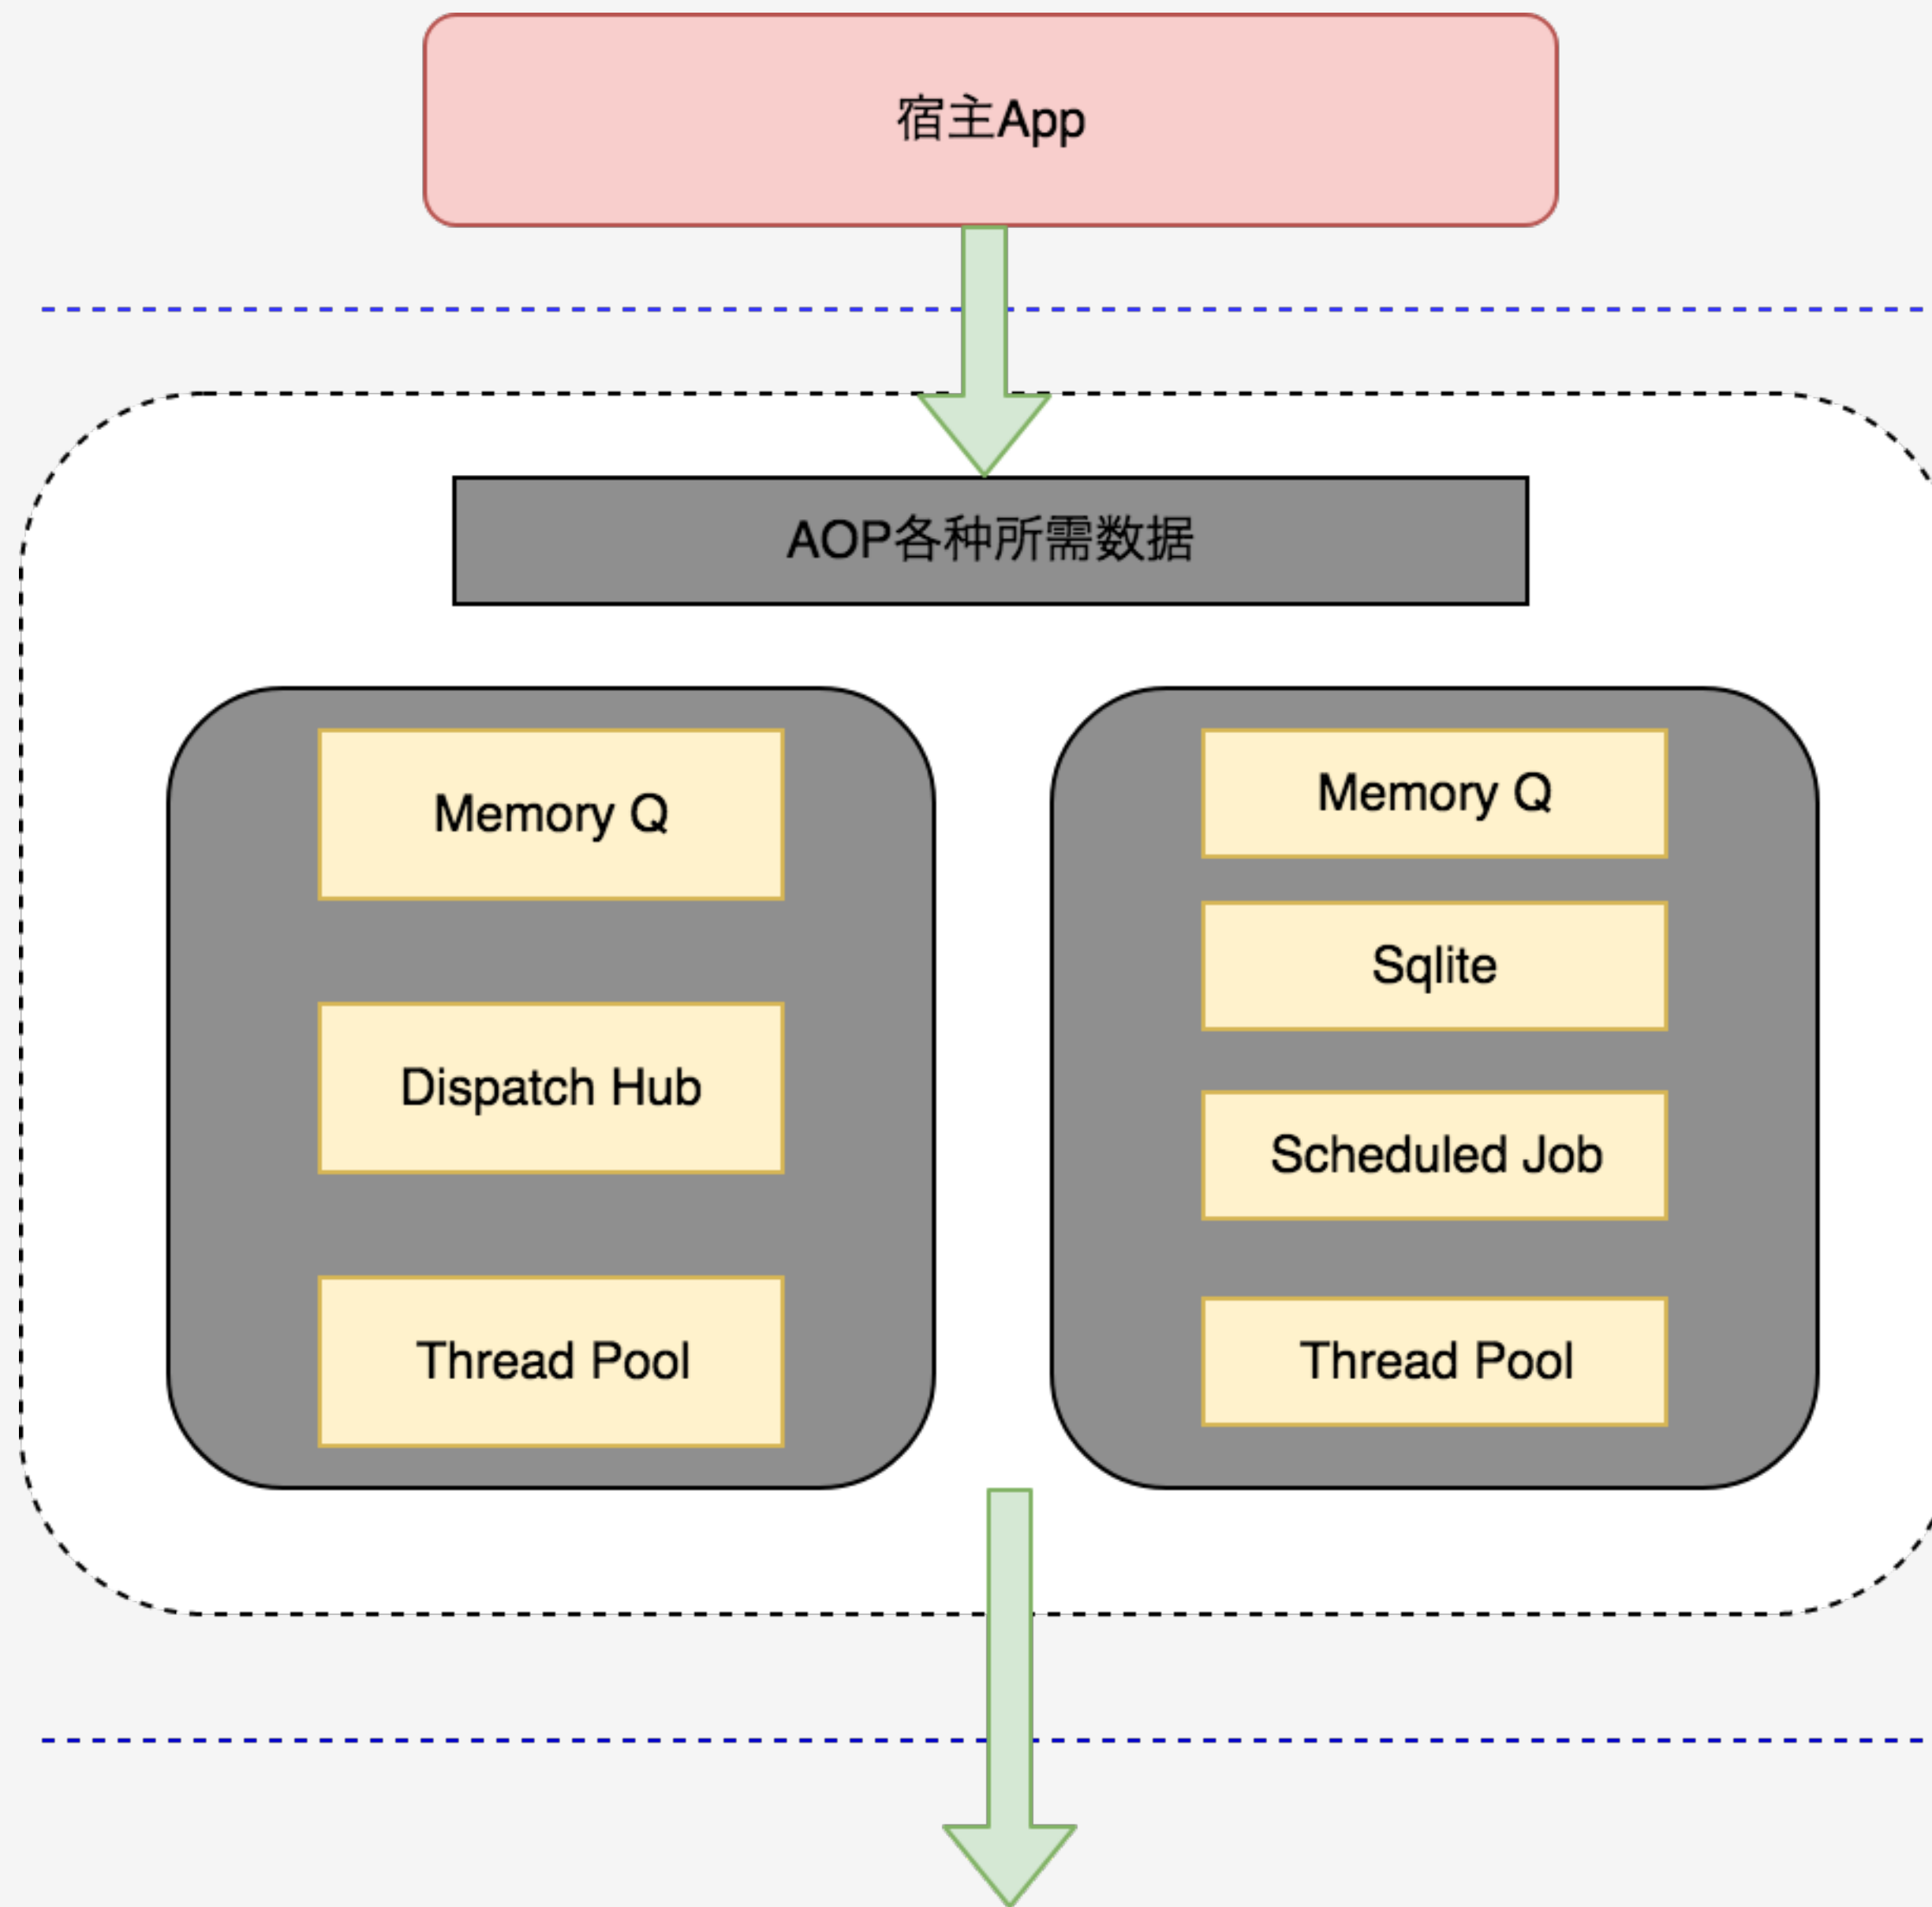 宿主App
AOP各种所需数据
Memory Q
Dispatch Hub
Thread Pool
Memory Q
Sqlite
Scheduled Job
Thread Pool